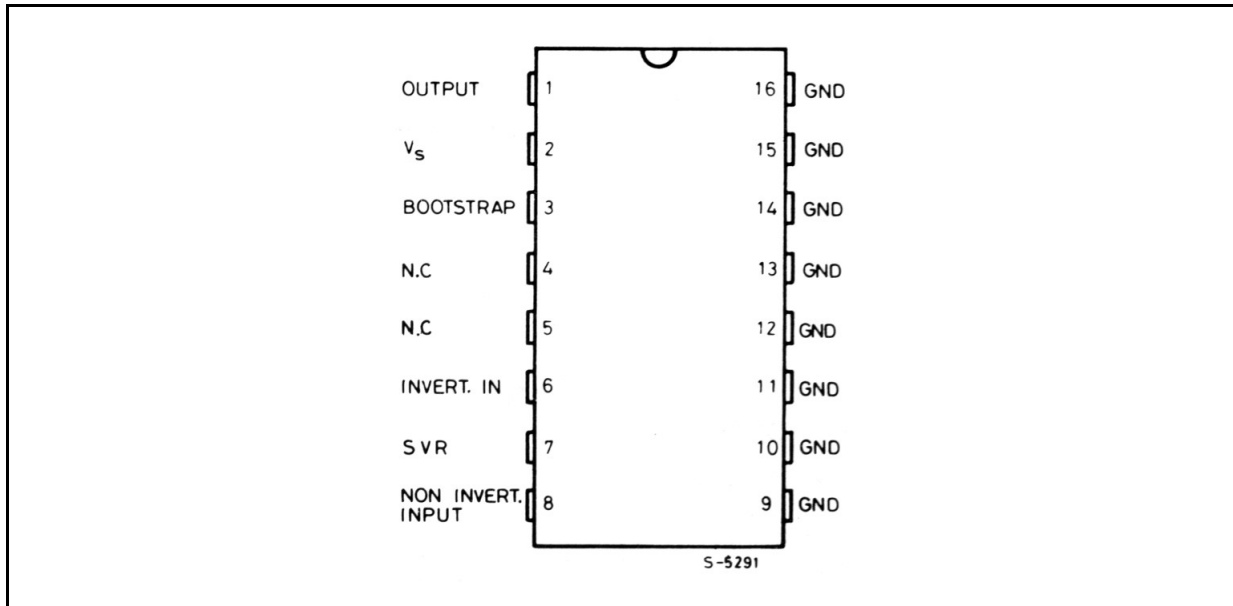 OUTPUT 1 16 GND
Vs 2 15 GND
BOOTSTRAP 3 14 GND
N.C 4 13 GND
N.C 5 12 GND
INVERT. IN 6 11 GND
SVR 7 10 GND
NON INVERT.
INPUT 8 9 GND
S-5291